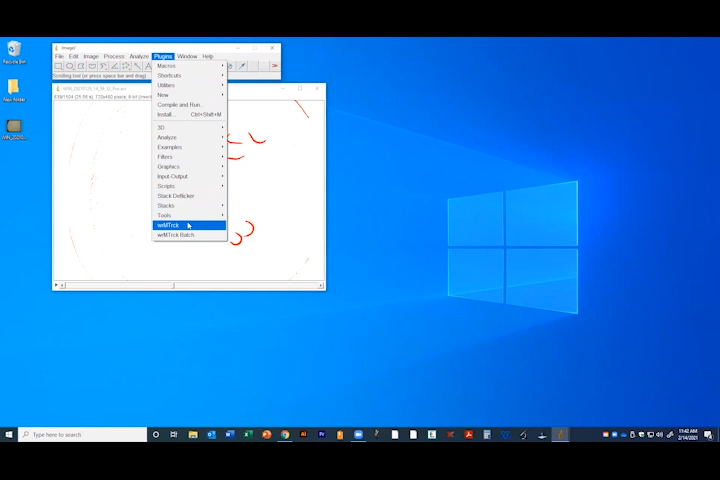 ImageJ
File Edit Image Process Analyze Plugins Window Help
Scrolling tool (or press space bar and drag)
Recycle Bin
New folder
Macros
Shortcuts
Utilities
New
Compile and Run...
Install... Ctrl+Shift+M
3D
Analyze
Examples
Filters
Graphics
Input-Output
Scripts
Stack Deflicker
Stacks
Tools
wrMTrck
wrMTrck Batch
Type here to search
11:42 AM
2/14/2021